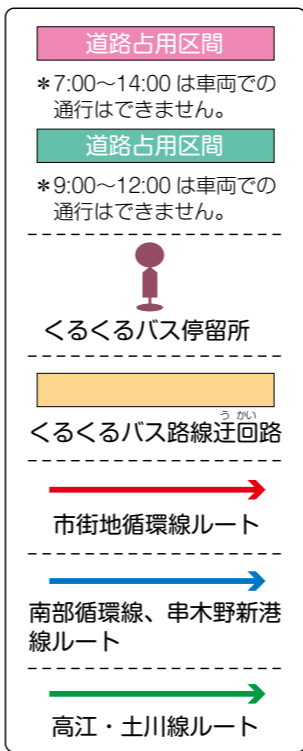 道路占用区間
＊7:00～14:00 は車両での
通行はできません。
道路占用区間
＊9:00～12:00 は車両での
通行はできません。
くるくるバス停留所
うかい
くるくるバス路線迂回路
市街地循環線ルート
南部循環線、串木野新港
線ルート
高江・土川線ルート